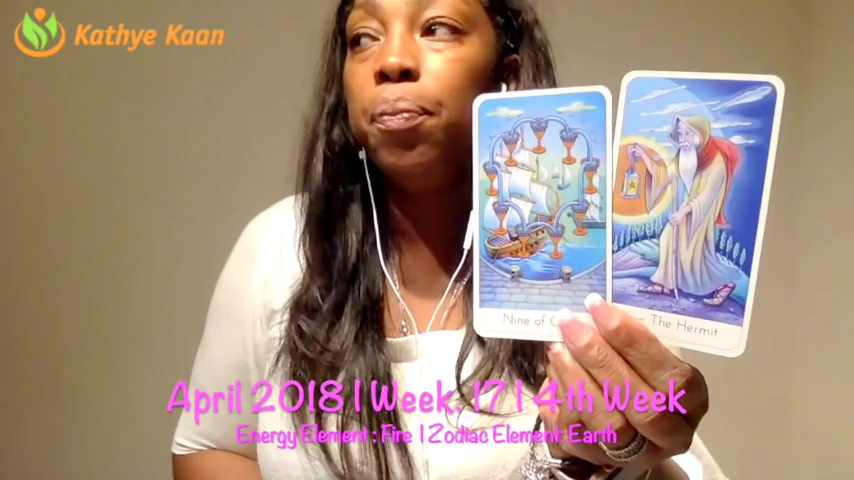 Kathye Kaan
Nine of
The Hermit
April 2018 | Week. 17 | 4th Week
Energy Element : Fire | Zodiac Element: Earth